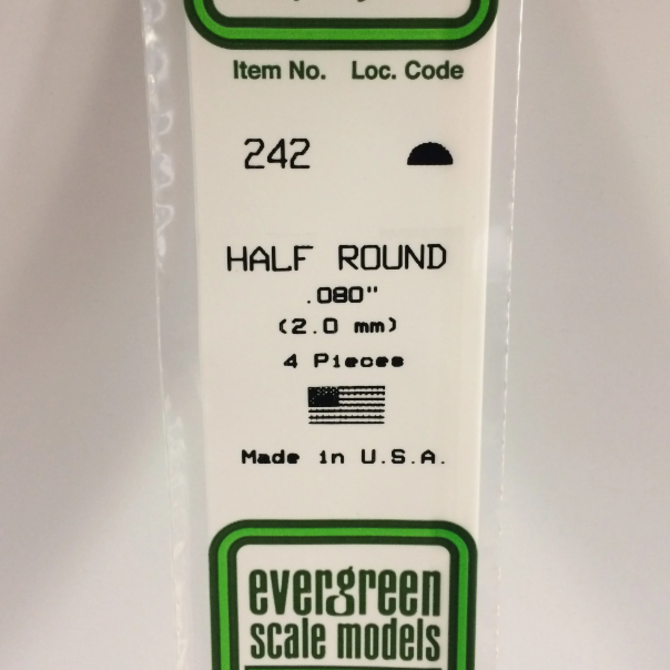 Item No. Loc. Code
242
HALF ROUND
.080"
(2.0 mm)
4 Pieces
Made in U.S.A.
evergreen
scale models